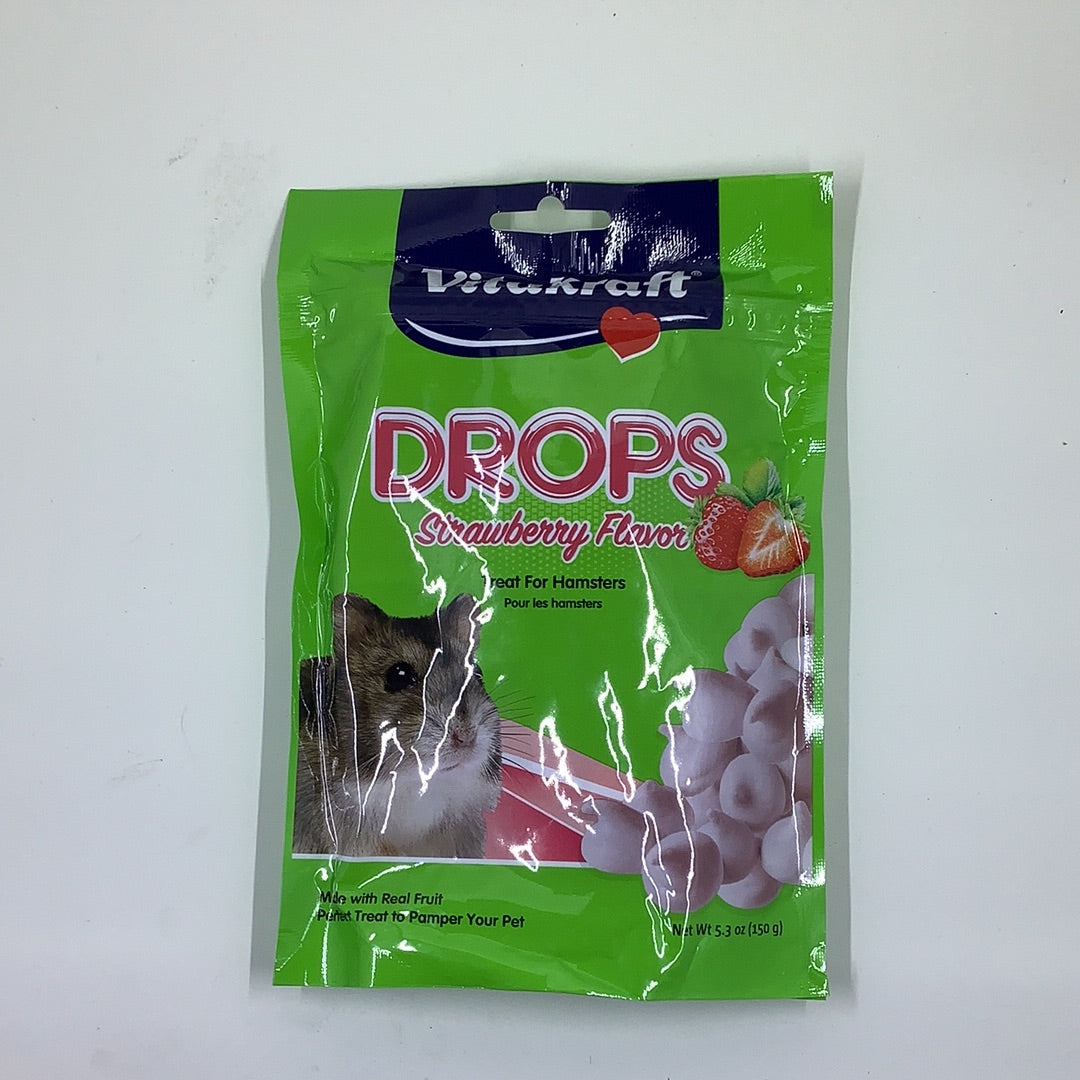 Vitakraft®
DROPS
Strawberry Flavor
Treat For Hamsters
Pour les hamsters
Made with Real Fruit
Perfect Treat to Pamper Your Pet
Net Wt 5.3 oz (150 g)